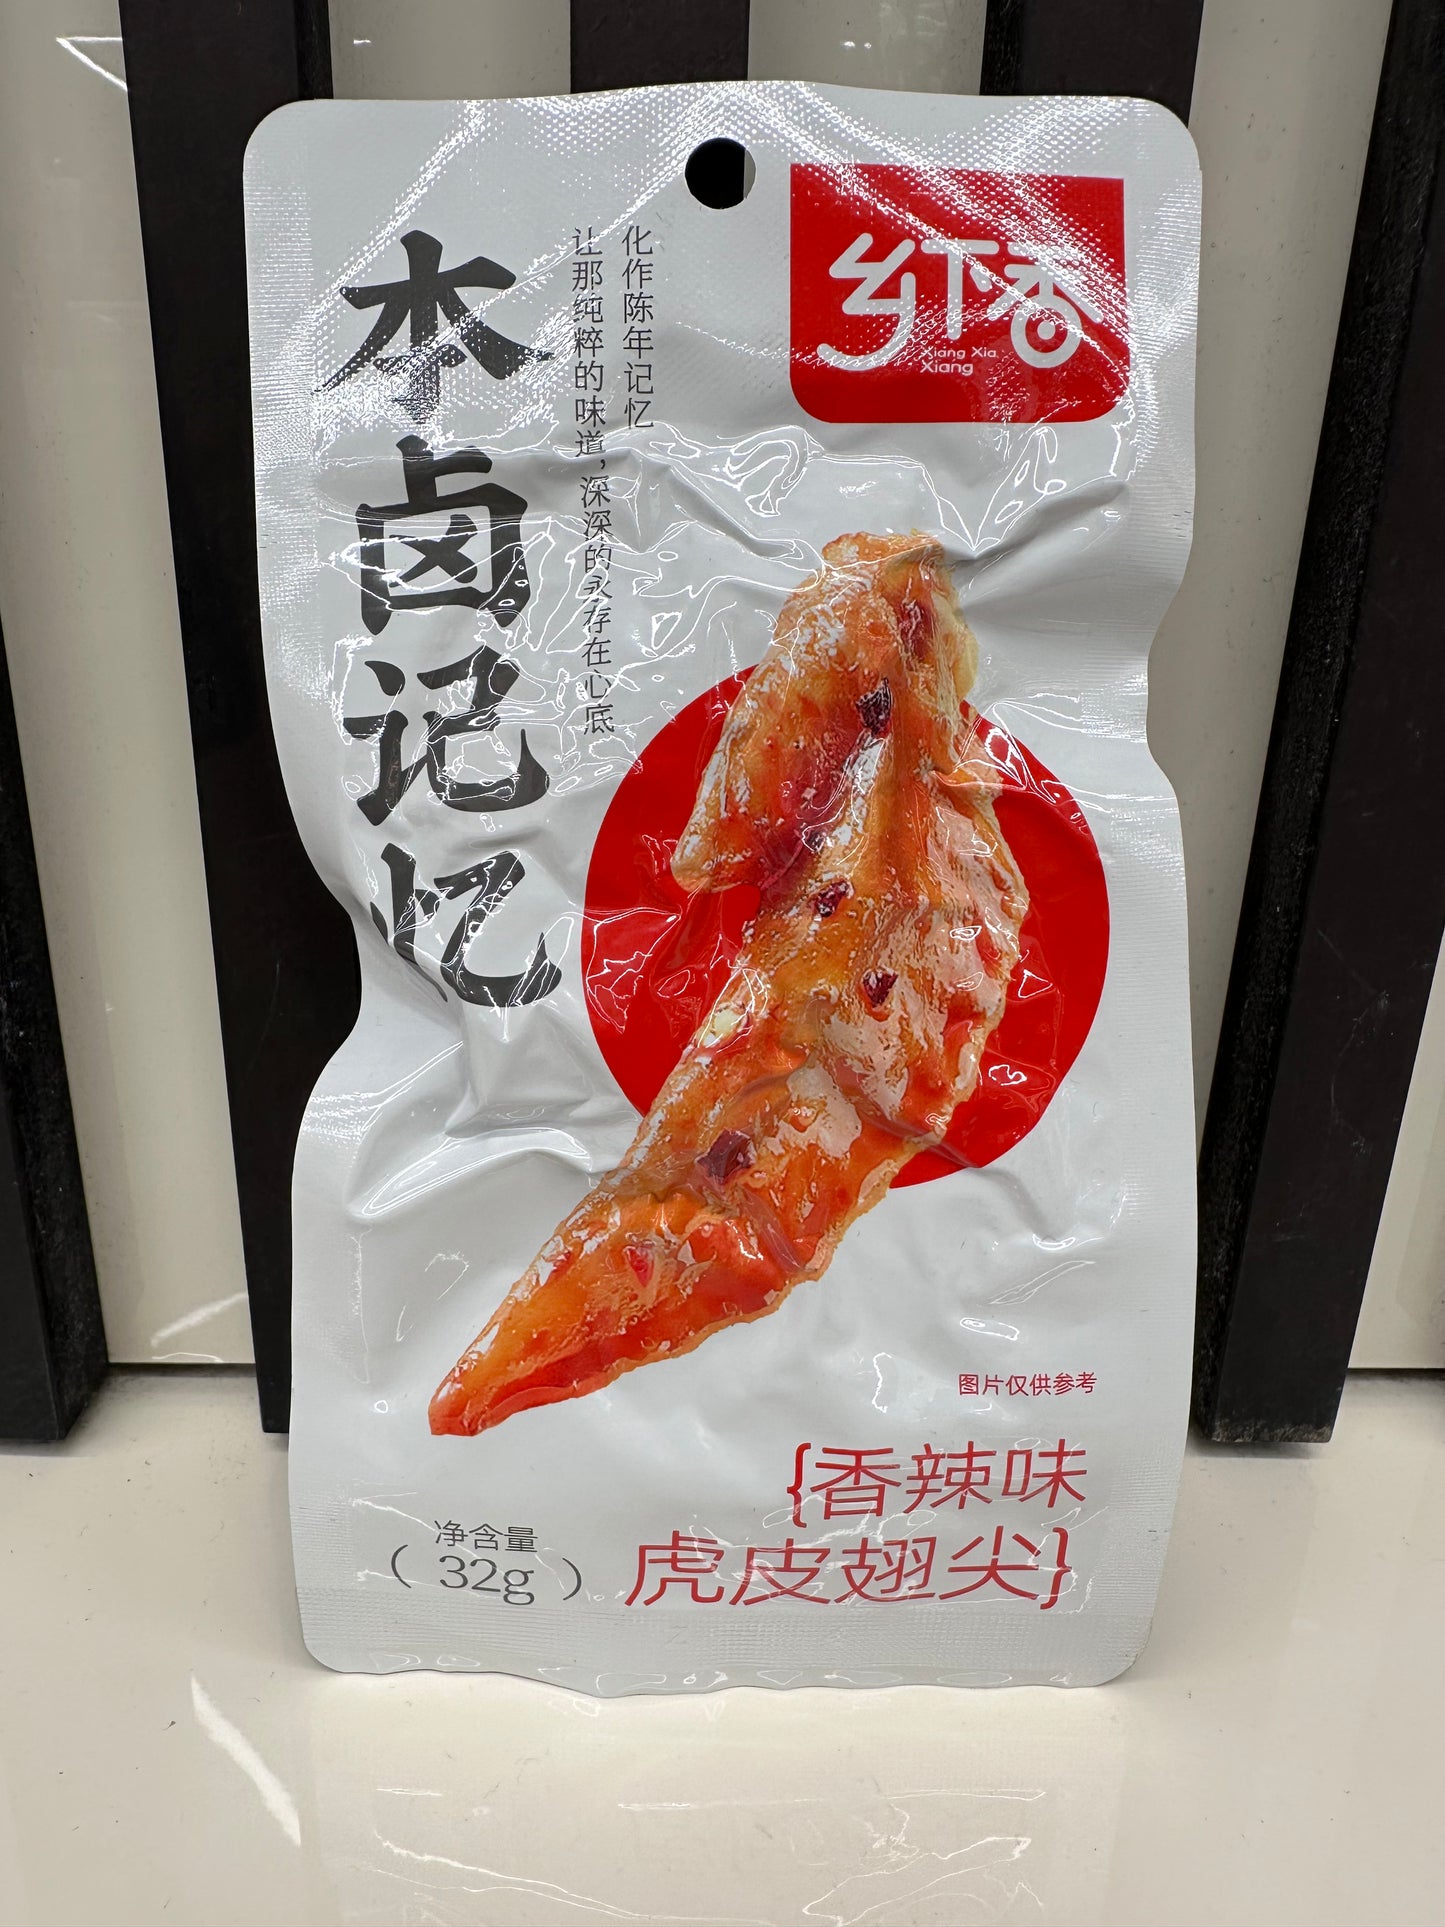 本卤记忆
化作陈年记忆
让那纯粹的味道，深深的永存在心底
乡下香
Xiang Xia
Xiang
图片仅供参考
{香辣味
虎皮翅尖}
净含量
（32g）